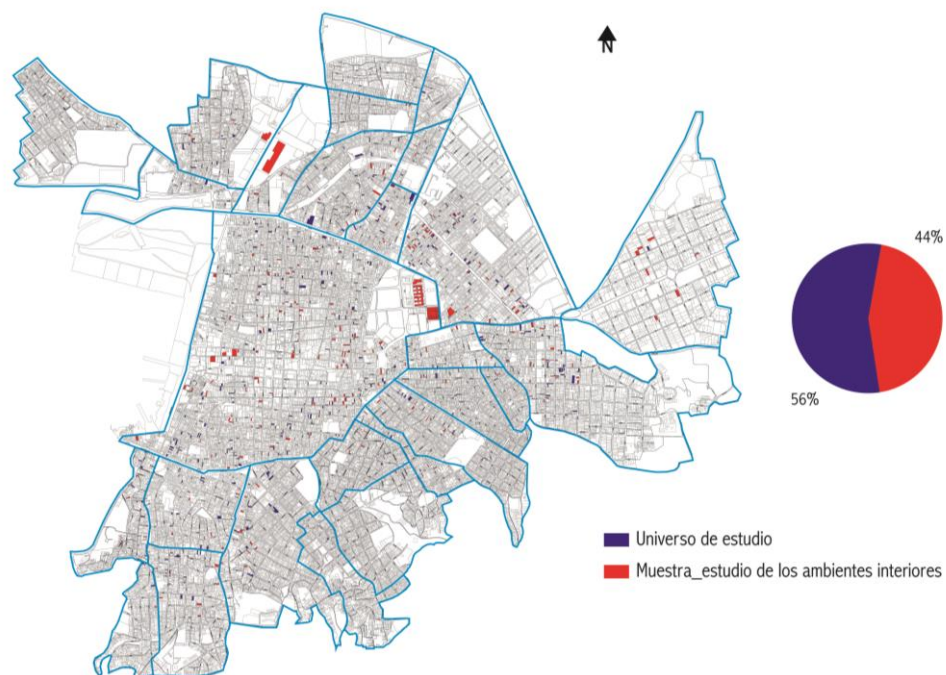 N
44%
56%
Universo de estudio
Muestra_estudio de los ambientes interiores